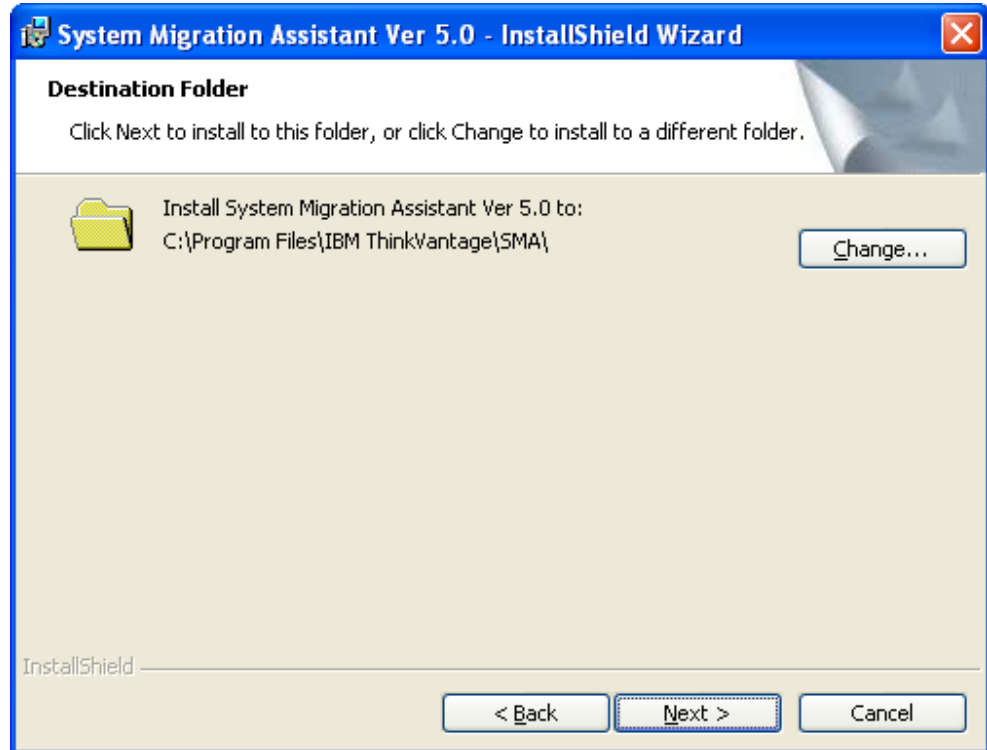 System Migration Assistant Ver 5.0 - InstallShield Wizard
Destination Folder
Click Next to install to this folder, or click Change to install to a different folder.
Install System Migration Assistant Ver 5.0 to:
C:\Program Files\IBM ThinkVantage\SMA\
Change...
InstallShield
< Back
Next >
Cancel